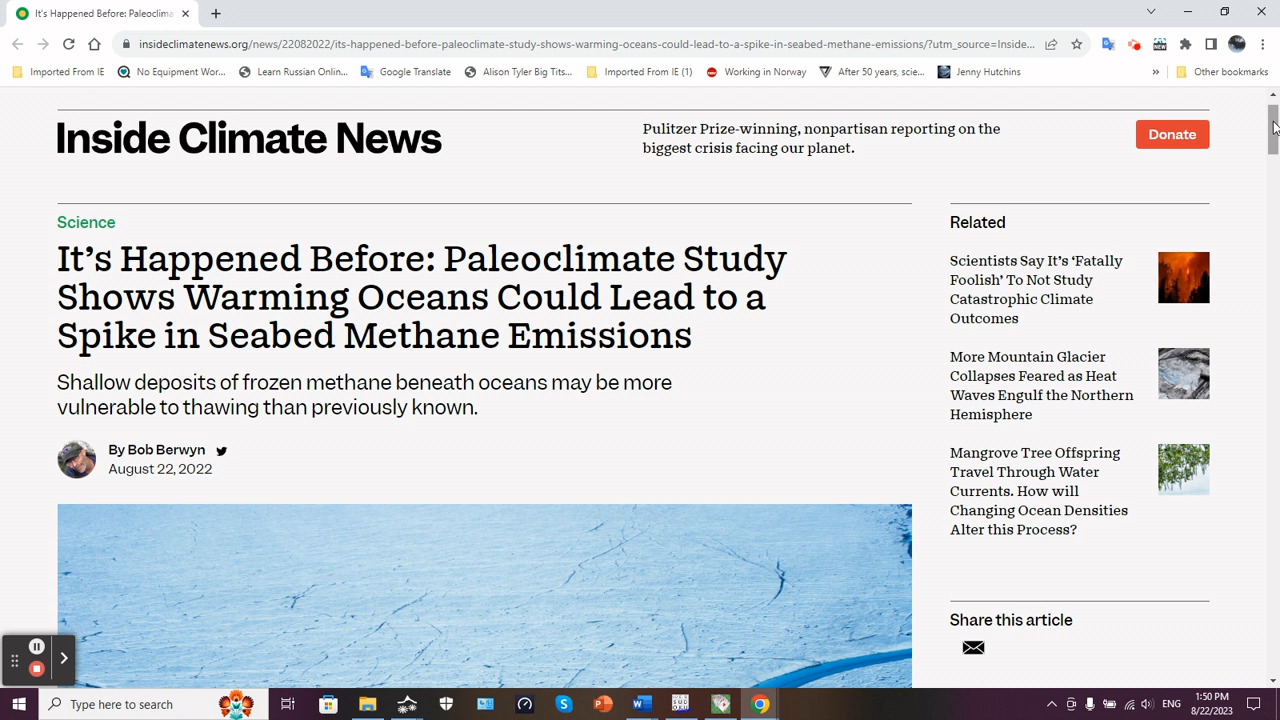 It's Happened Before: Paleoclima
insideclimatenews.org/news/22082022/its-happened-before-paleoclimate-study-shows-warming-oceans-could-lead-to-a-spike-in-seabed-methane-emissions/?utm_source=Inside...
Imported From IE
No Equipment Wor...
Learn Russian Onlin...
Google Translate
Alison Tyler Big Tits...
Imported From IE (1)
Working in Norway
After 50 years, scie...
Jenny Hutchins
»
Other bookmarks
Inside Climate News
Pulitzer Prize-winning, nonpartisan reporting on the
biggest crisis facing our planet.
Donate
Science
It's Happened Before: Paleoclimate Study
Shows Warming Oceans Could Lead to a
Spike in Seabed Methane Emissions
Shallow deposits of frozen methane beneath oceans may be more
vulnerable to thawing than previously known.
By Bob Berwyn
August 22, 2022
Related
Scientists Say It's 'Fatally
Foolish' To Not Study
Catastrophic Climate
Outcomes
More Mountain Glacier
Collapses Feared as Heat
Waves Engulf the Northern
Hemisphere
Mangrove Tree Offspring
Travel Through Water
Currents. How will
Changing Ocean Densities
Alter this Process?
Share this article
Type here to search
ENG
1:50 PM
8/22/2023